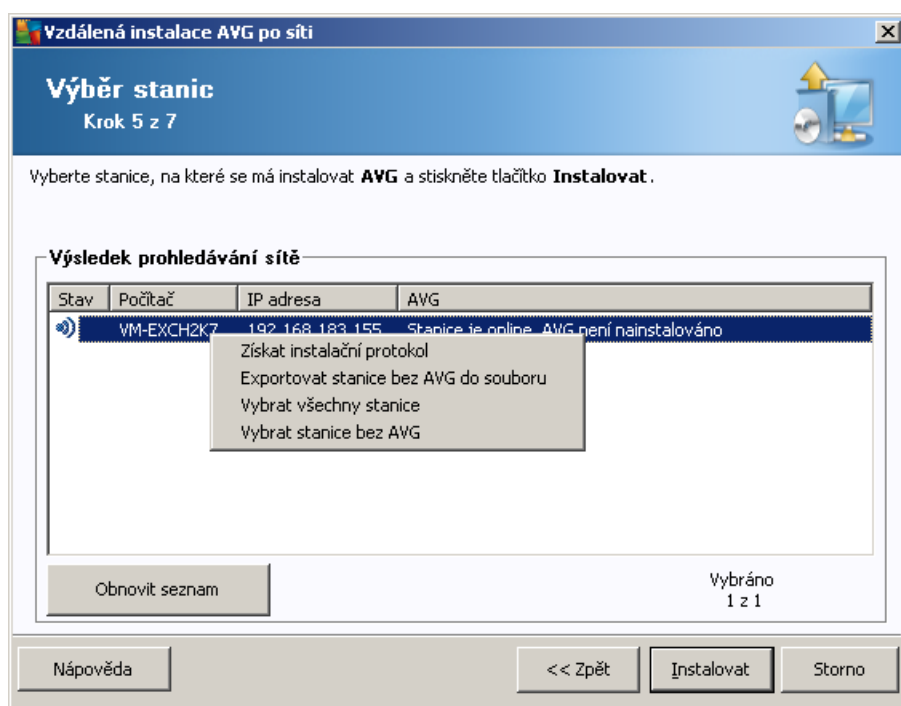 Vzdálená instalace AVG po síti
Výběr stanic
Krok 5 z 7
Vyberte stanice, na které se má instalovat AVG a stiskněte tlačítko Instalovat.
Výsledek prohledávání sítě
Stav Počítač IP adresa AVG
VM-EXCH2K7 192.168.183.155 Stanice je online, AVG není nainstalováno
Získat instalační protokol
Exportovat stanice bez AVG do souboru
Vybrat všechny stanice
Vybrat stanice bez AVG
Obnovit seznam
Vybráno
1 z 1
Nápověda << Zpět Instalovat Storno